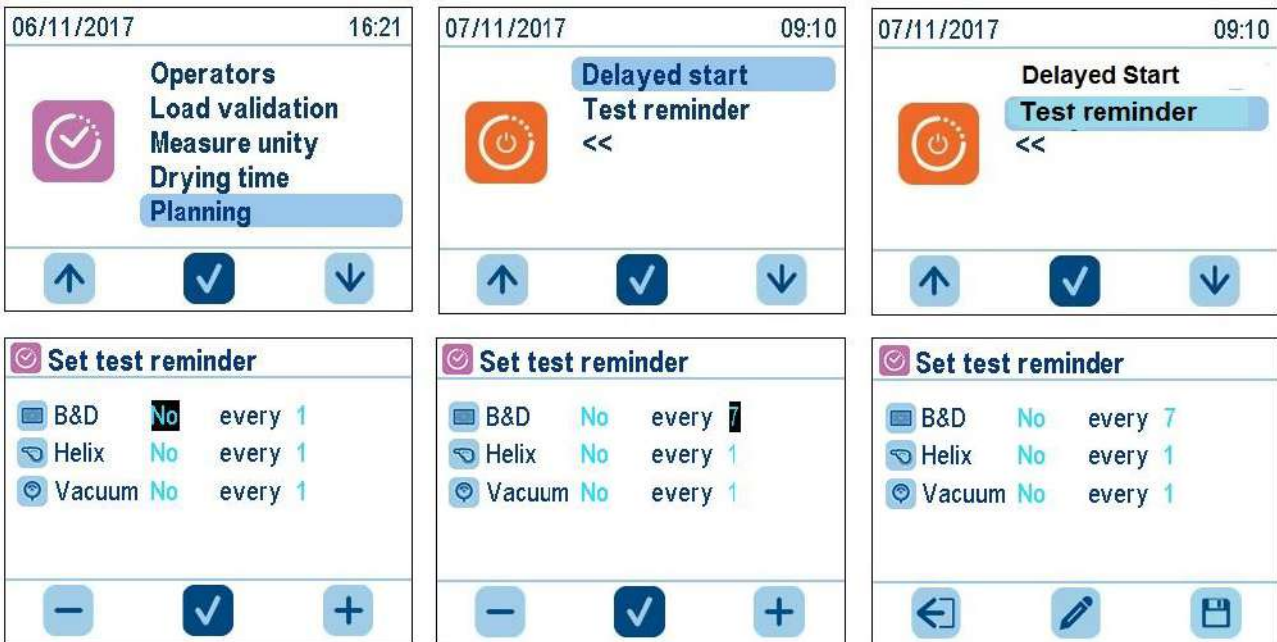 06/11/2017 16:21
Operators
Load validation
Measure unity
Drying time
Planning
07/11/2017 09:10
Delayed start
Test reminder
<<
07/11/2017 09:10
Delayed Start
Test reminder
<<
Set test reminder
B&D No every 1
Helix No every 1
Vacuum No every 1
Set test reminder
B&D No every 7
Helix No every 1
Vacuum No every 1
Set test reminder
B&D No every 7
Helix No every 1
Vacuum No every 1